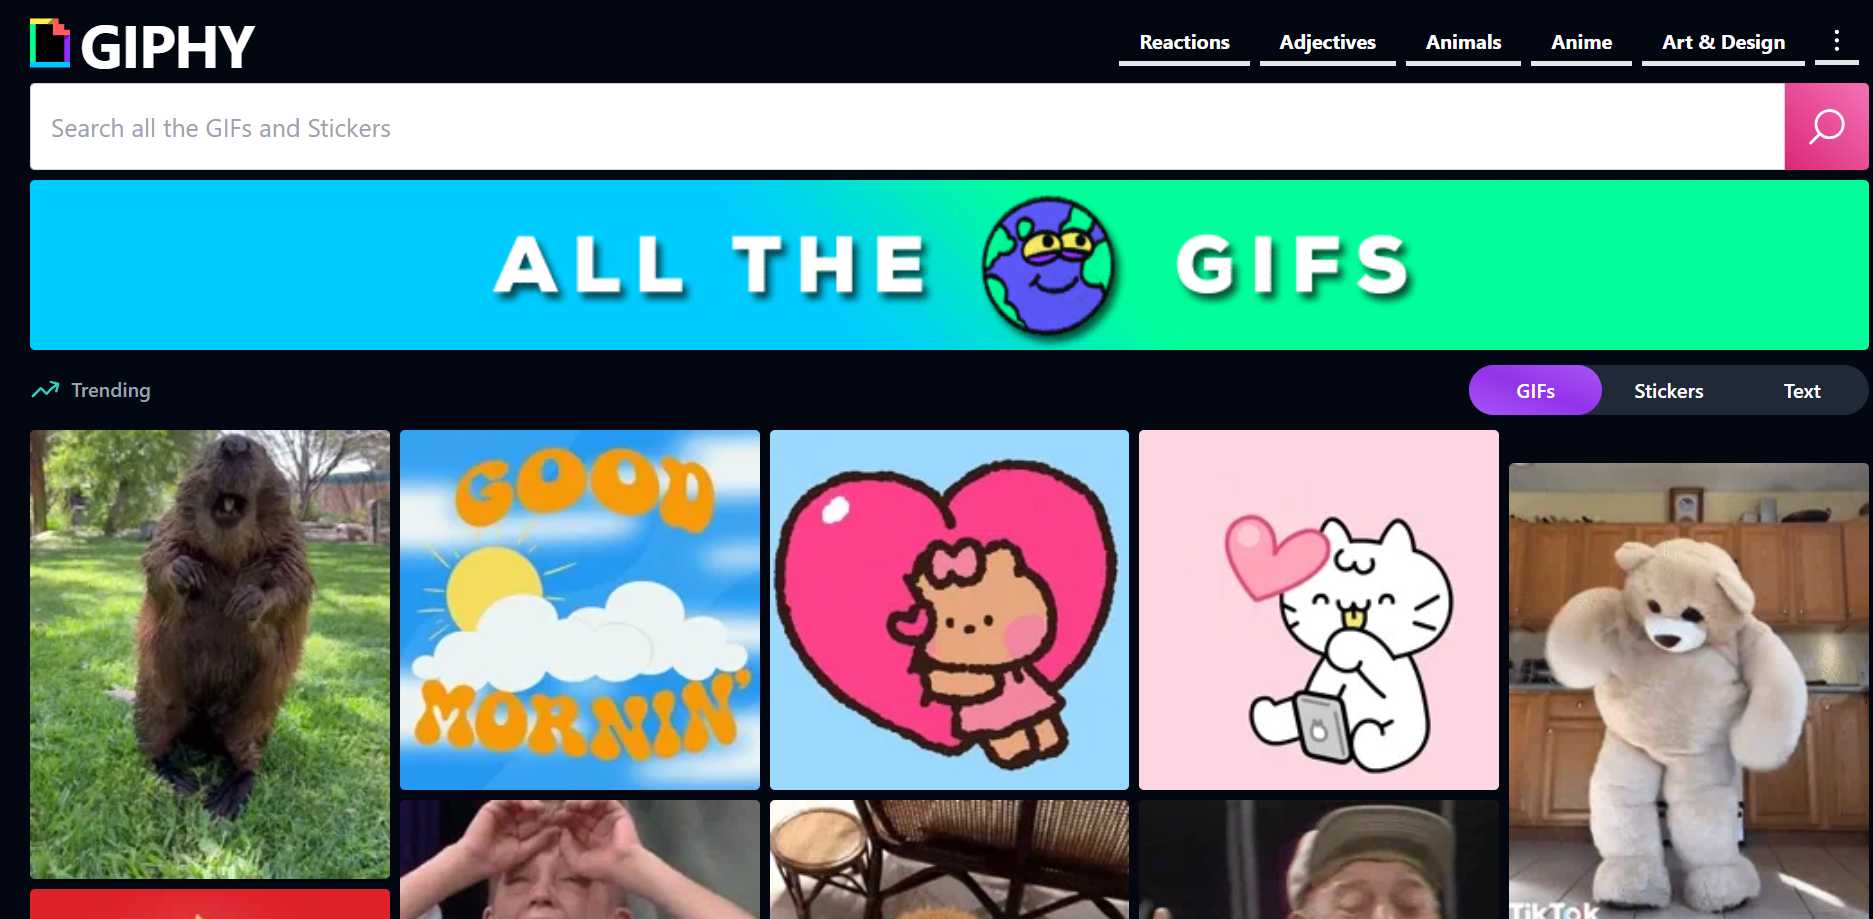 GIPHY
Reactions
Adjectives
Animals
Anime
Art & Design
Search all the GIFs and Stickers
ALL THE GIFS
Trending
GIFs
Stickers
Text
GOOD
MORNIN'
TikTok